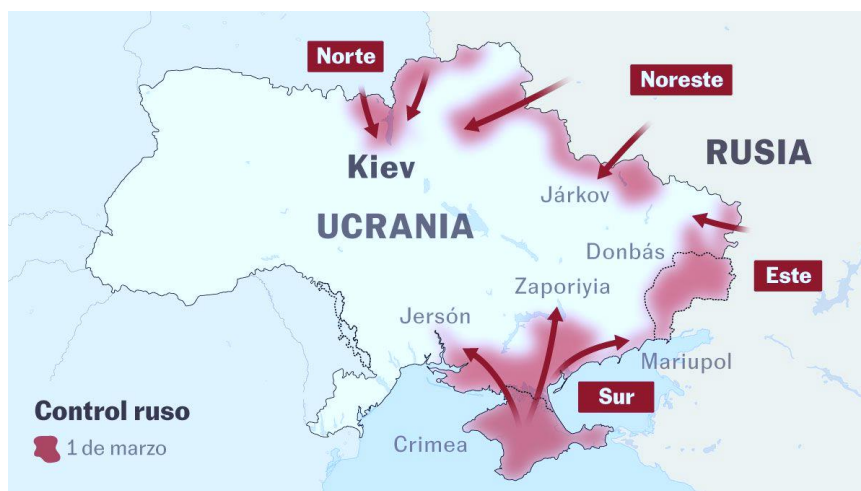 Norte
Noreste
RUSIA
Kiev
Járkov
UCRANIA
Donbás
Este
Zaporiyia
Jersón
Mariupol
Sur
Control ruso
1 de marzo
Crimea